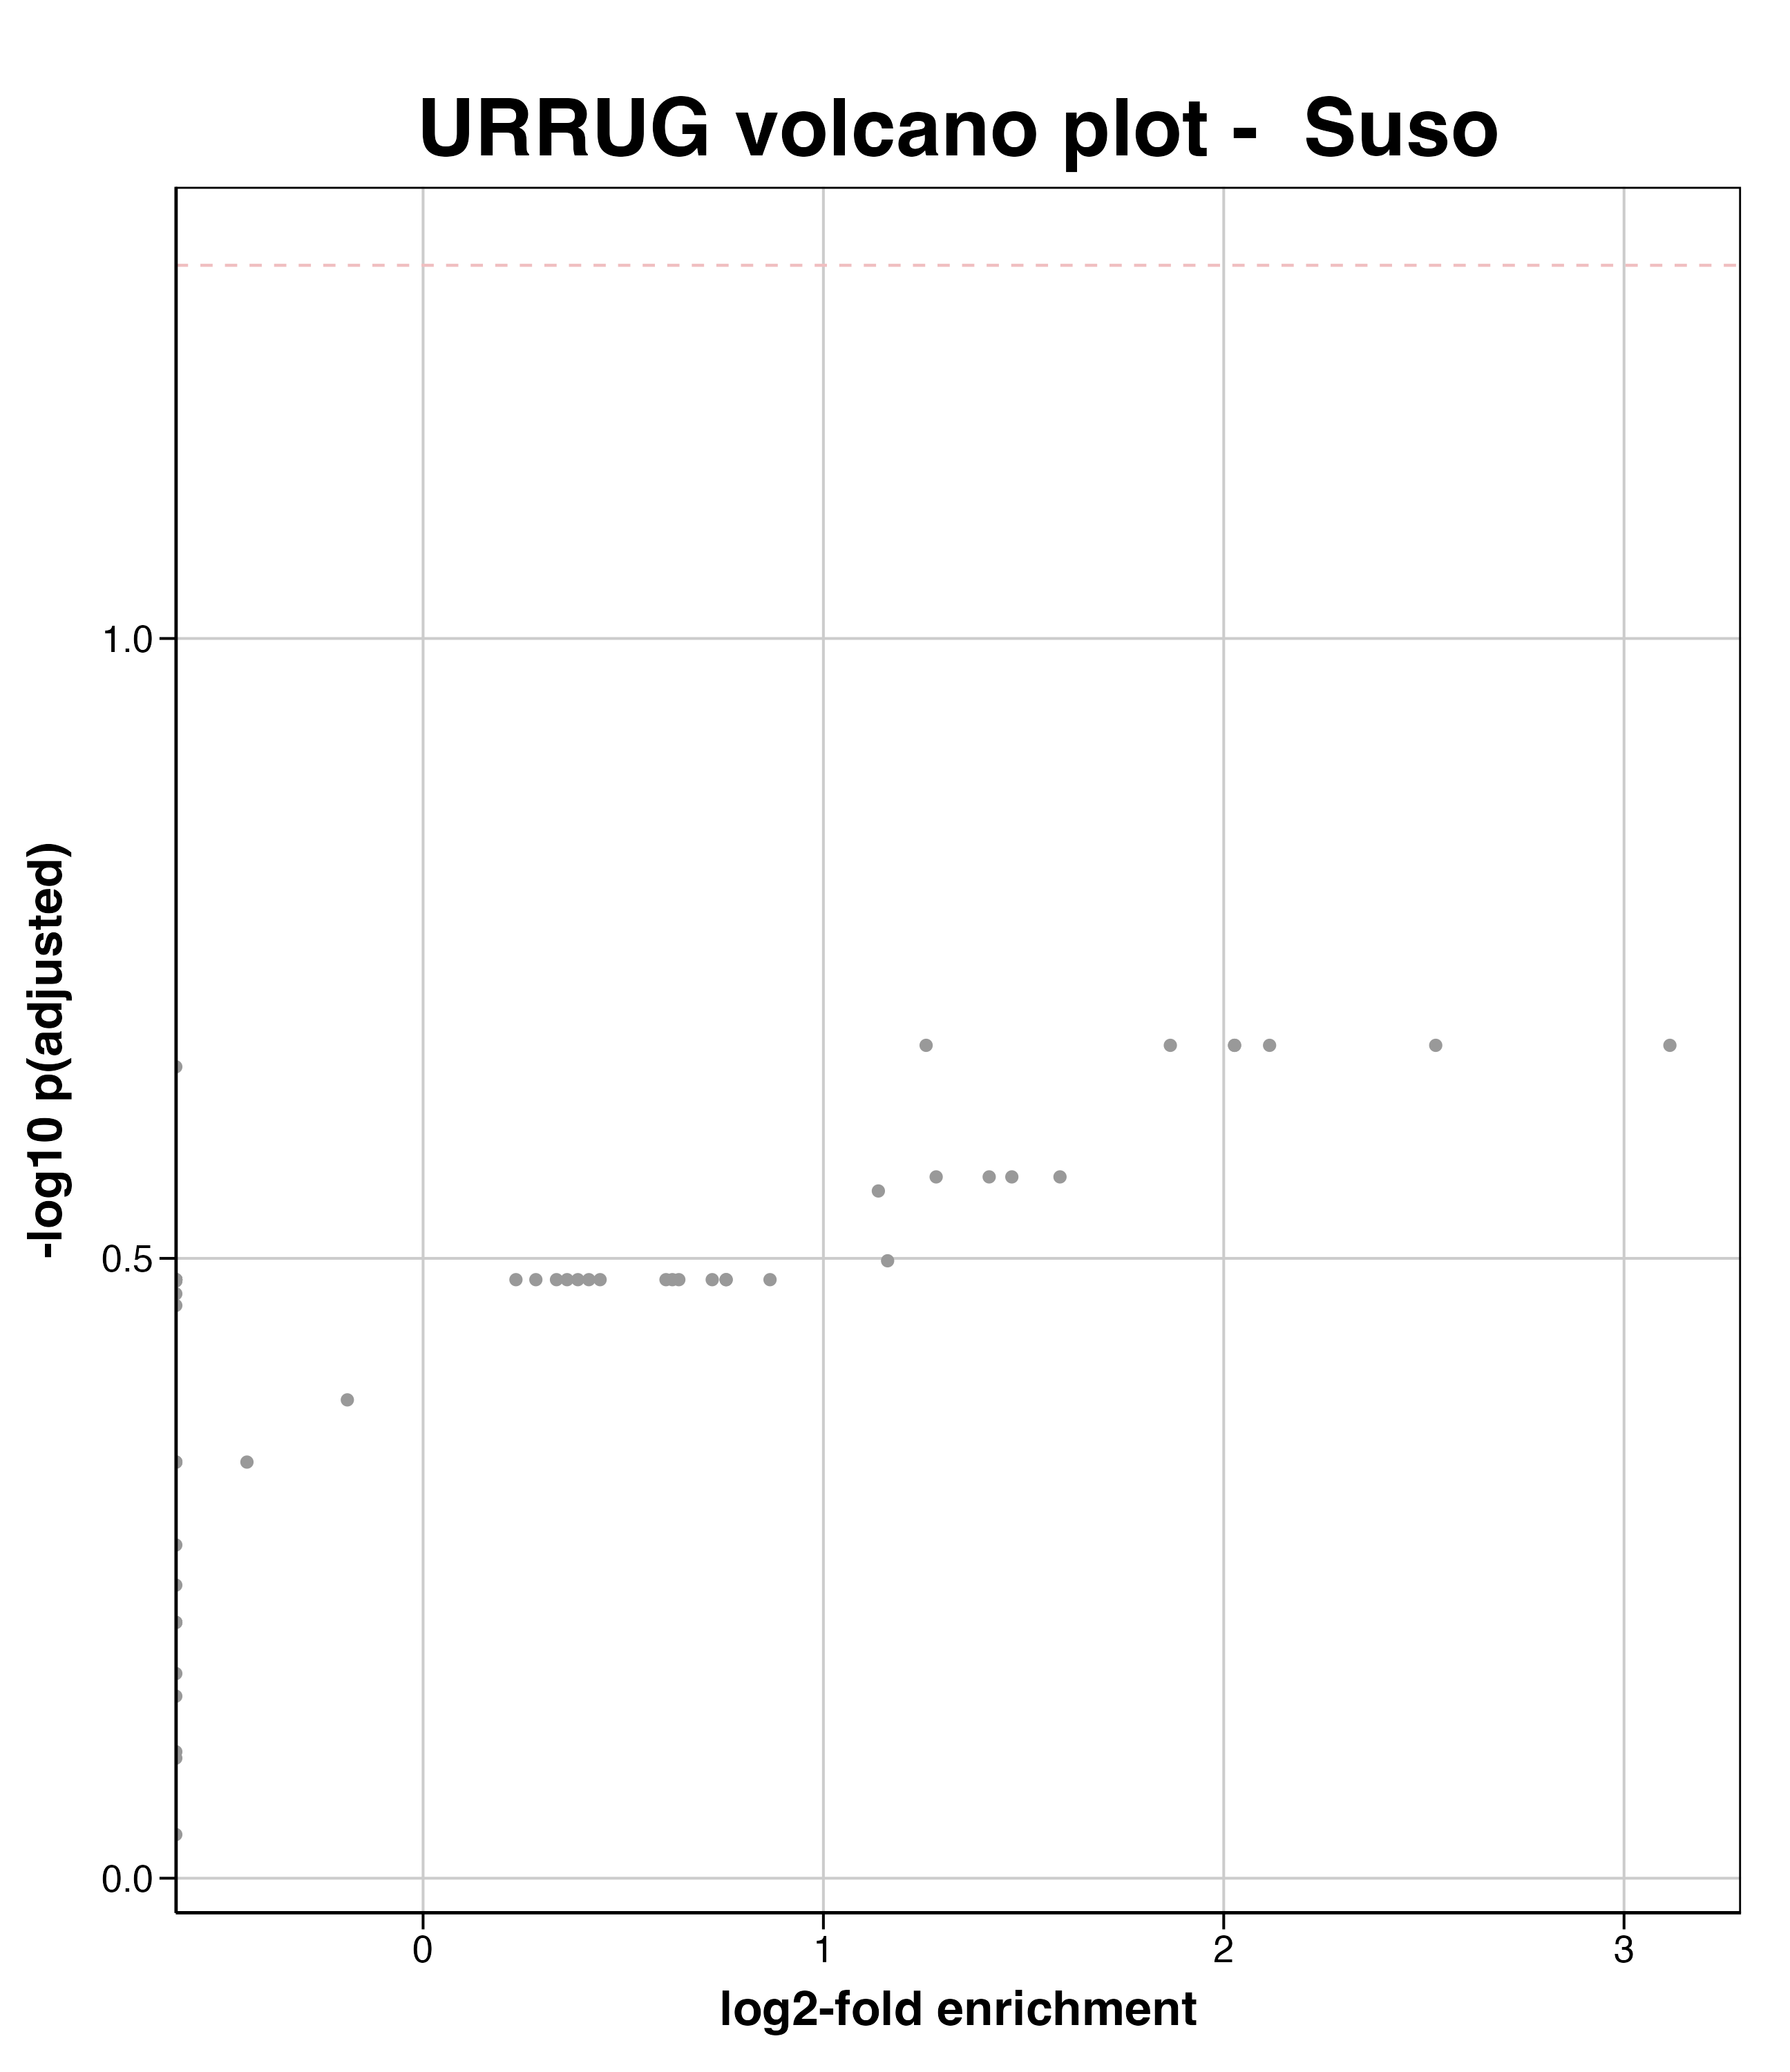 URRUG volcano plot -  Suso
-log10 p(adjusted)
1.0
0.5
0.0
0 1 2 3
log2-fold enrichment